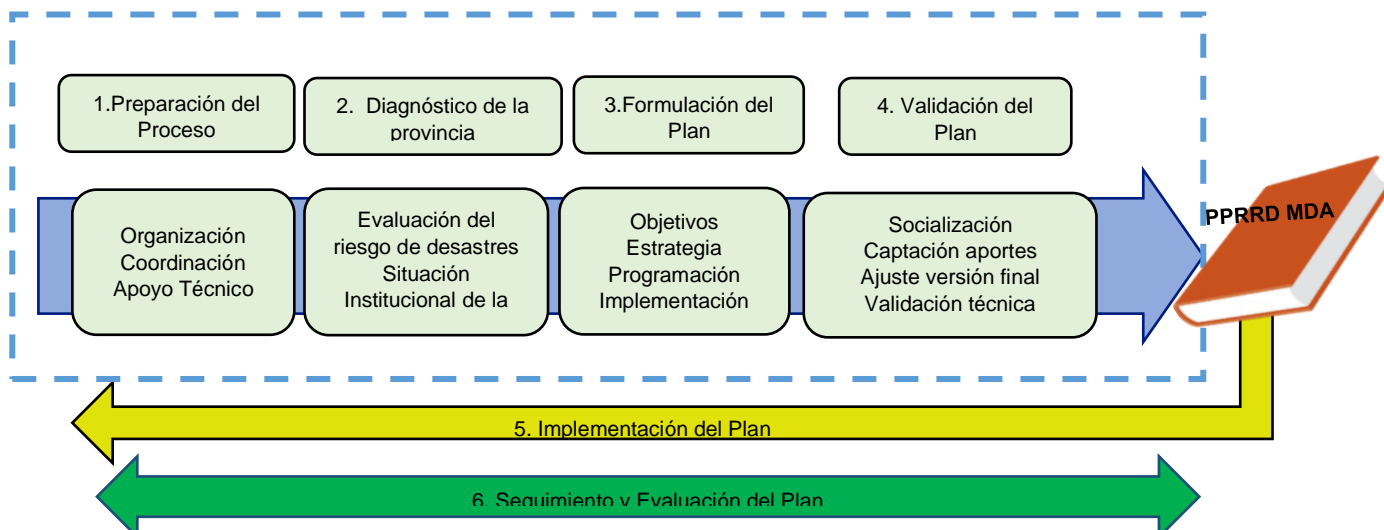 1.Preparación del
Proceso
2. Diagnóstico de la
provincia
3.Formulación del
Plan
4. Validación del
Plan
Organización
Coordinación
Apoyo Técnico
Evaluación del
riesgo de desastres
Situación
Institucional de la
Objetivos
Estrategia
Programación
Implementación
Socialización
Captación aportes
Ajuste versión final
Validación técnica
PPRRD MDA
5. Implementación del Plan
6. Seguimiento y Evaluación del Plan